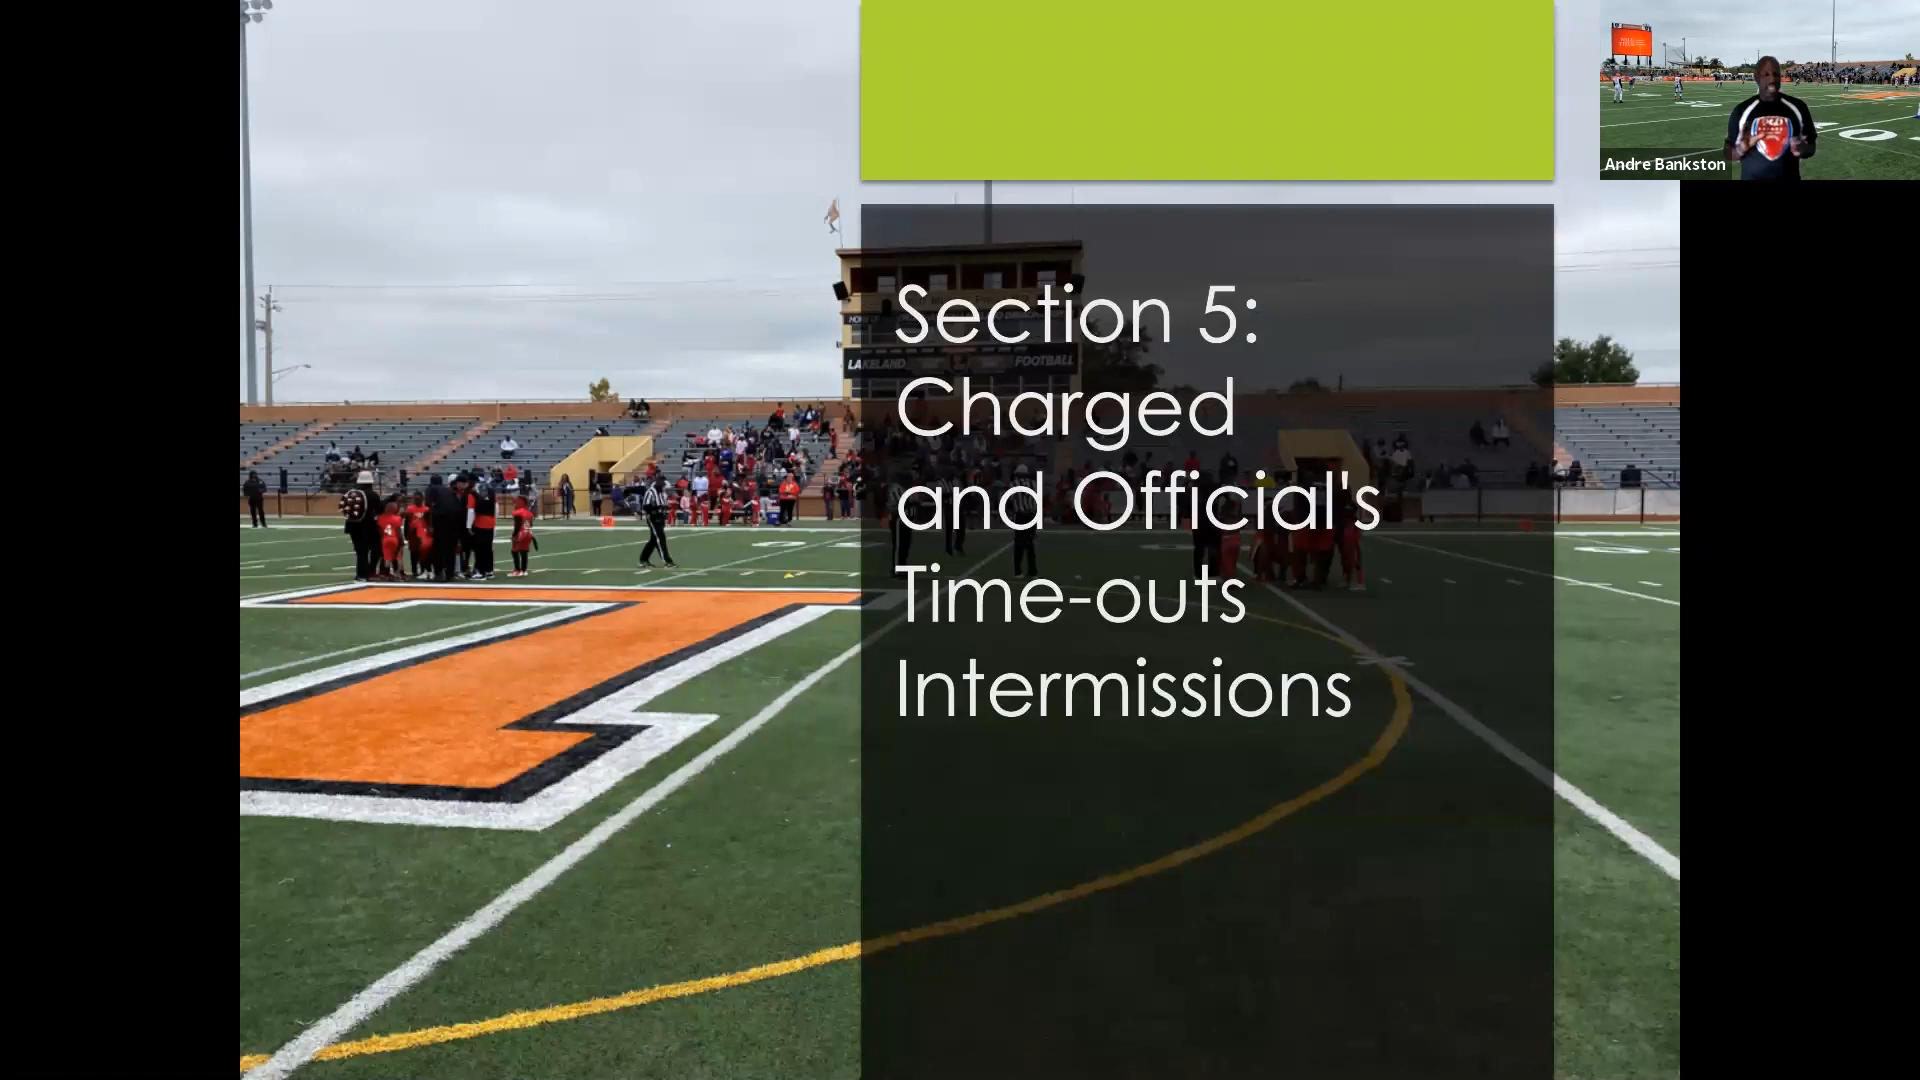 Section 5:
Charged
and Official's
Time-outs
Intermissions
LAKELAND
FOOTBALL
Andre Bankston